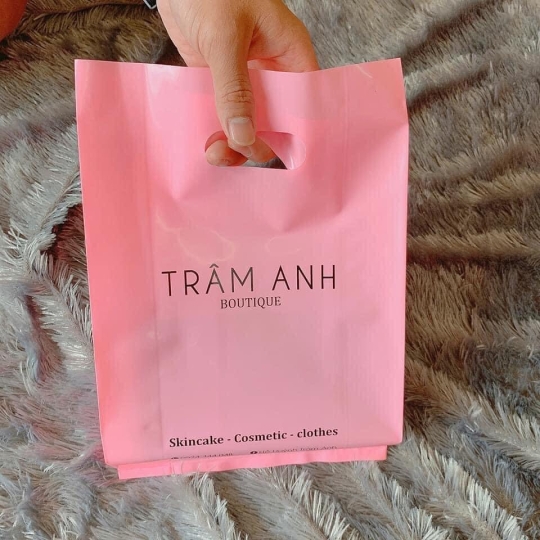 TRÂM ANH
BOUTIQUE
Skincake - Cosmetic - clothes